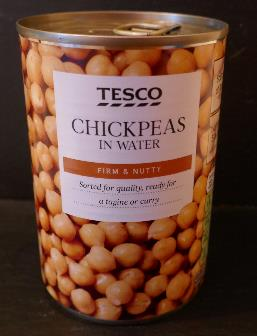 TESCO
CHICKPEAS
IN WATER
FIRM & NUTTY
Sorted for quality, ready for
a tagine or curry